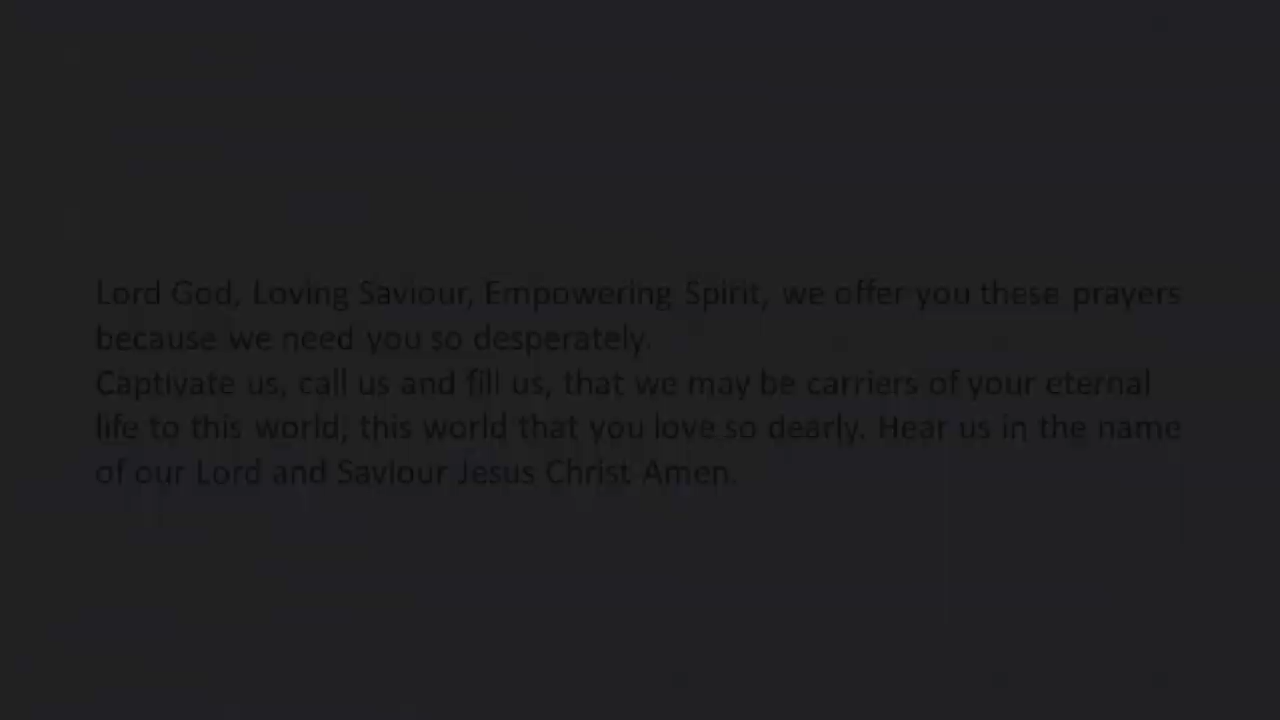 Lord God, Loving Saviour, Empowering Spirit, we offer you these prayers
because we need you so desperately.
Captivate us, call us and fill us, that we may be carriers of your eternal
life to this world, this world that you love so dearly. Hear us in the name
of our Lord and Saviour Jesus Christ Amen.